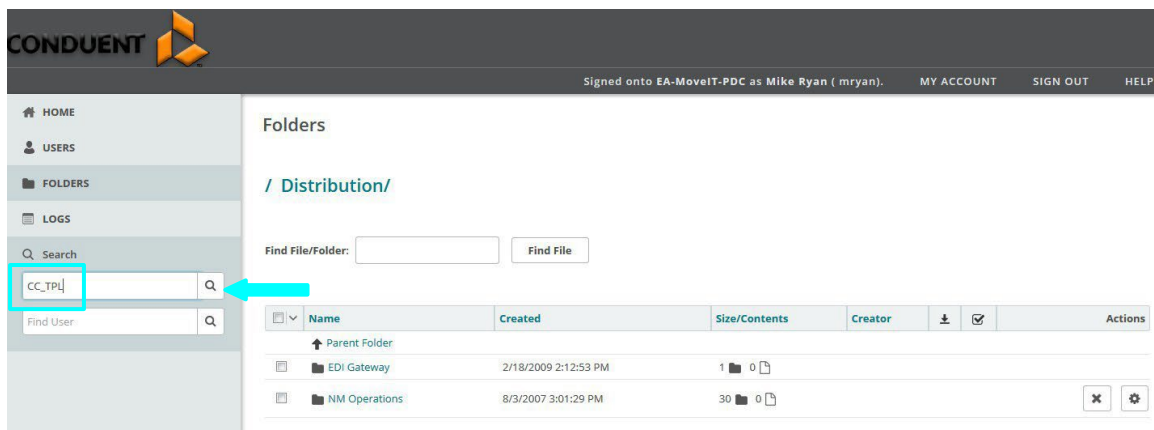 CONDUENT
Signed onto EA-MoveIT-PDC as Mike Ryan ( mryan). MY ACCOUNT SIGN OUT HELP
HOME
USERS
FOLDERS
LOGS
Search
CC_TPL
Find User
Folders
/ Distribution/
Find File/Folder: Find File
Name Created Size/Contents Creator Actions
Parent Folder
EDI Gateway 2/18/2009 2:12:53 PM 1 0
NM Operations 8/3/2007 3:01:29 PM 30 0